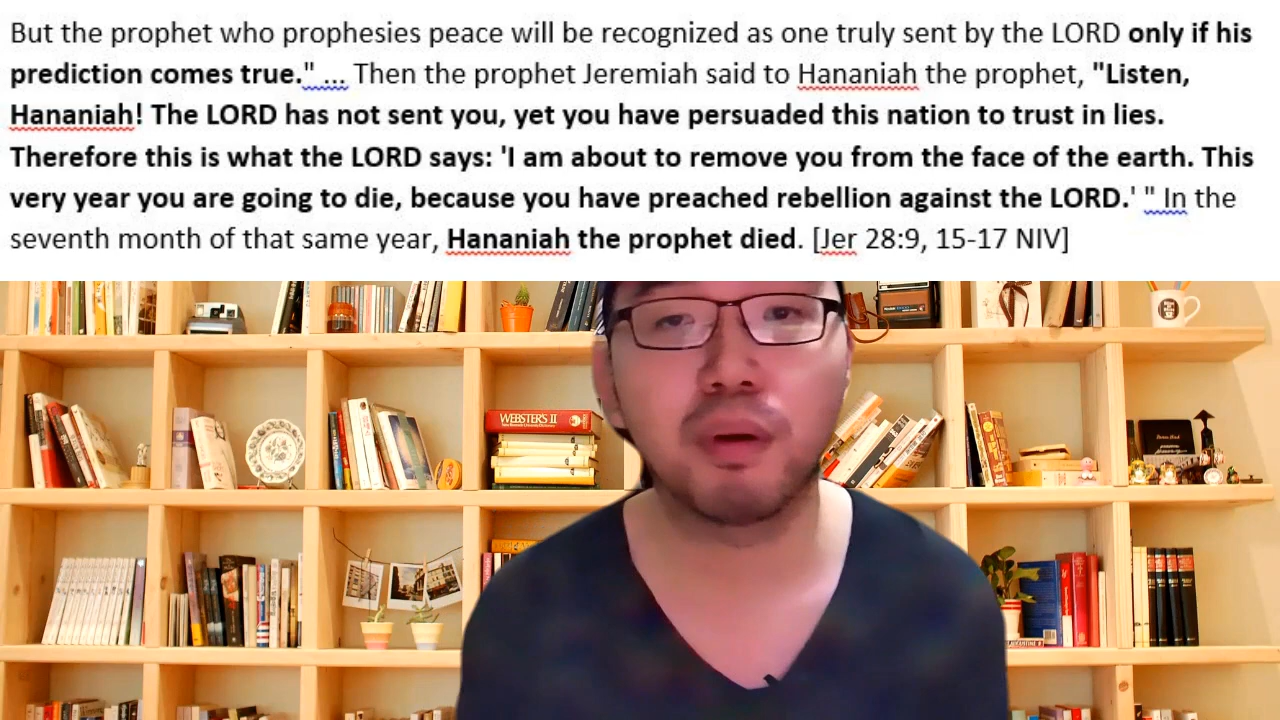 But the prophet who prophesies peace will be recognized as one truly sent by the LORD only if his
prediction comes true." ... Then the prophet Jeremiah said to Hananiah the prophet, "Listen,
Hananiah! The LORD has not sent you, yet you have persuaded this nation to trust in lies.
Therefore this is what the LORD says: 'I am about to remove you from the face of the earth. This
very year you are going to die, because you have preached rebellion against the LORD.' " In the
seventh month of that same year, Hananiah the prophet died. [Jer 28:9, 15-17 NIV]
WEBSTER'S II